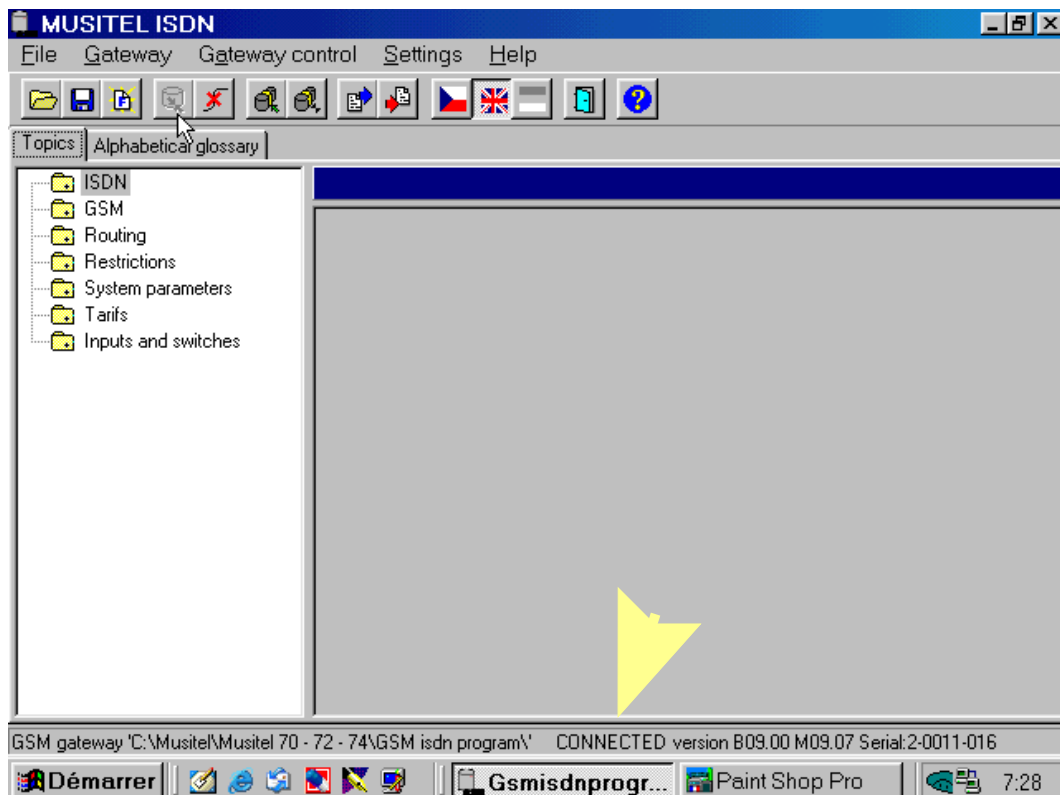 MUSITEL ISDN
File Gateway Gateway control Settings Help
Topics Alphabetical glossary
ISDN
GSM
Routing
Restrictions
System parameters
Tarifs
Inputs and switches
GSM gateway 'C:\Musitel\Musitel 70 - 72 - 74\GSM isdn program\' CONNECTED version B09.00 M09.07 Serial:2-0011-016
Démarrer Gsmisdnprogr... Paint Shop Pro 7:28